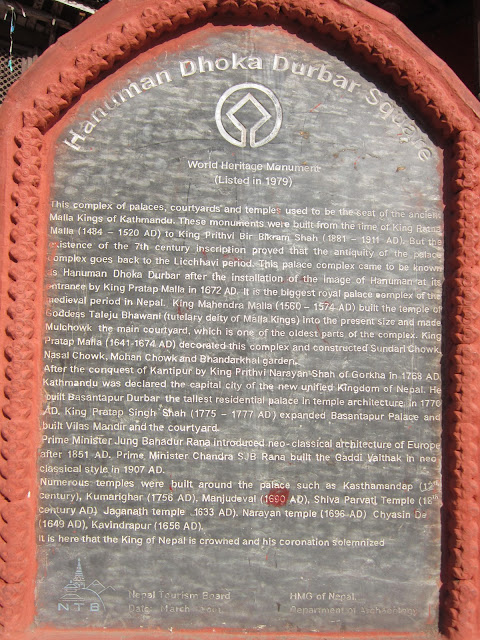 Hanuman Dhoka Durbar Square
World Heritage Monument
(Listed in 1979)
This complex of palaces, courtyards and temples used to be the seat of the ancient
Malla Kings of Kathmandu. These monuments were built from the time of King Ratna
Malla (1484 – 1520 AD) to King Prithvi Bir Bikram Shah (1881 – 1911 AD). But the
existence of the 7th century inscription proved that the antiquity of the palace
complex goes back to the Licchhavi period. This palace complex came to be known
as Hanuman Dhoka Durbar after the installation of the image of Hanuman at its
entrance by King Pratap Malla in 1672 AD. It is the biggest royal palace complex of the
medieval period in Nepal. King Mahendra Malla (1560 – 1574 AD) built the temple of
Goddess Taleju Bhawani (tutelary deity of Malla Kings) into the present size and made
Mulchowk the main courtyard, which is one of the oldest parts of the complex. King
Pratap Malla (1641-1674 AD) decorated this complex and constructed Sundari Chowk,
Nasal Chowk, Mohan Chowk and Bhandarkhal garden.
After the conquest of Kantipur by King Prithvi Narayan Shah of Gorkha in 1768 AD
Kathmandu was declared the capital city of the new unified Kingdom of Nepal. He
built Basantapur Durbar the tallest residential palace in temple architecture, in 1770
AD. King Pratap Singh Shah (1775 – 1777 AD) expanded Basantapur Palace and
built Vilas Mandir and the courtyard.
Prime Minister Jung Bahadur Rana introduced neo-classical architecture of Europe
after 1851 AD. Prime Minister Chandra SJB Rana built the Gaddi Vaithak in neo-
classical style in 1907 AD.
Numerous temples were built around the palace such as Kasthamandap (12th
century), Kumarighar (1756 AD), Manjudeval (1690 AD), Shiva Parvati Temple (18th
century AD) Jaganath temple 1633 AD), Narayan temple (1696 AD) Chyasin De
(1649 AD), Kavindrapur (1656 AD).
It is here that the King of Nepal is crowned and his coronation solemnized
NTB
Nepal Tourism Board HMG of Nepal
Date: March Department of Archaeology